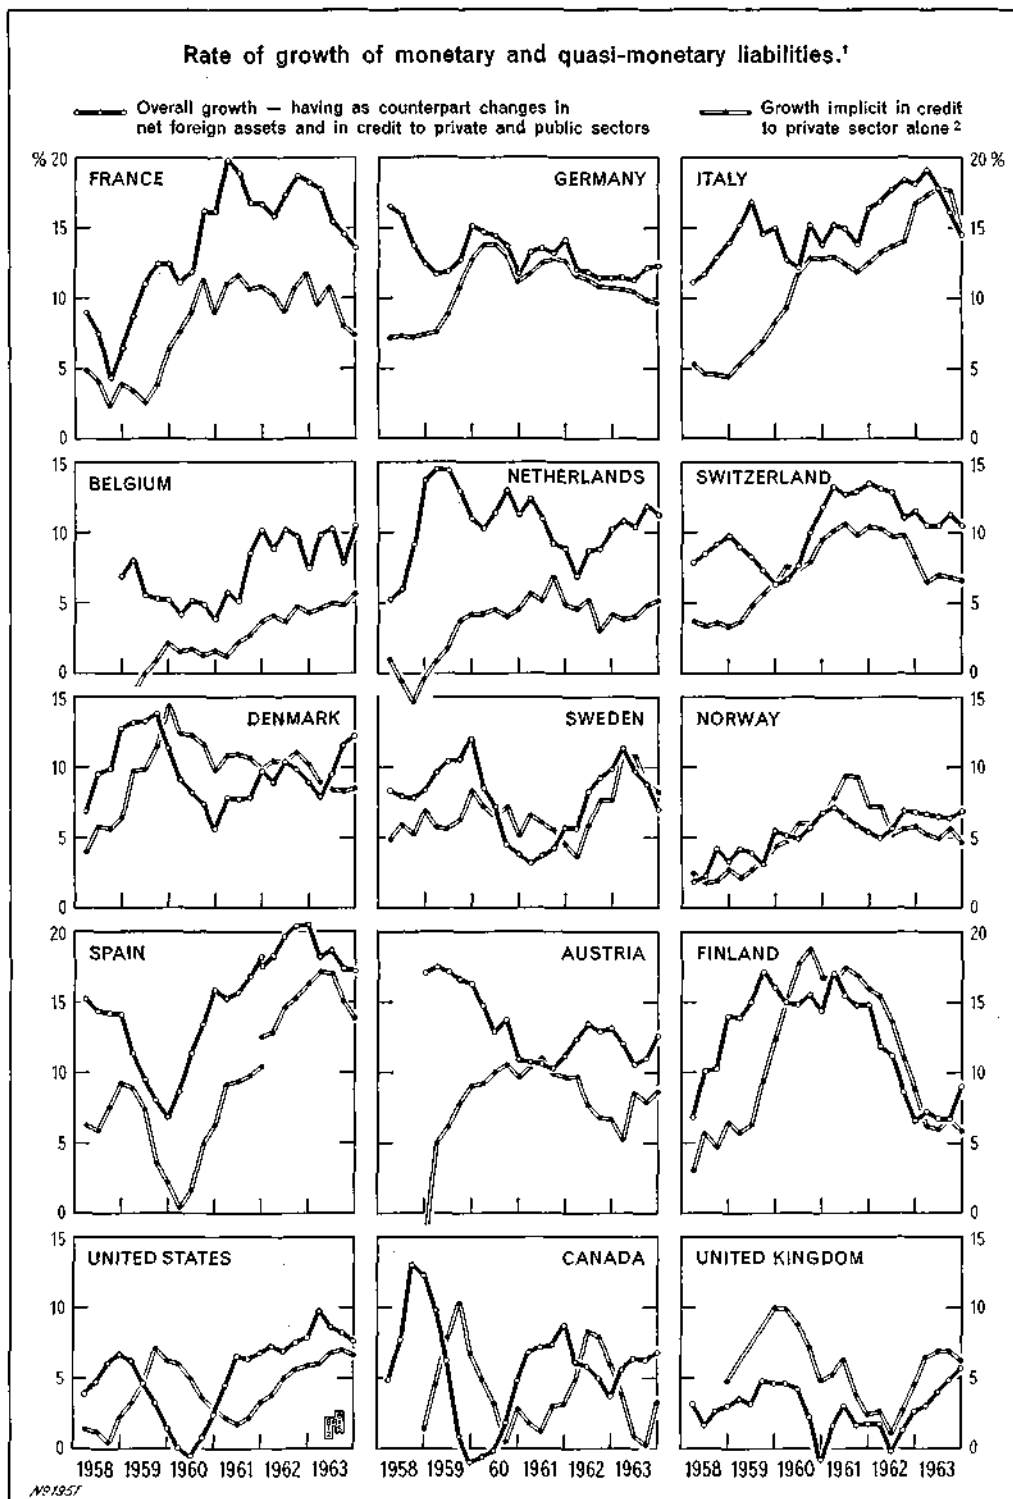 Rate of growth of monetary and quasi-monetary liabilities.¹
Overall growth — having as counterpart changes in
net foreign assets and in credit to private and public sectors
Growth implicit in credit
to private sector alone ²
% 20
15
10
5
0
FRANCE
GERMANY
ITALY
20 %
15
10
5
0
15
10
5
0
BELGIUM
NETHERLANDS
SWITZERLAND
15
10
5
0
15
10
5
0
DENMARK
SWEDEN
NORWAY
15
10
5
0
20
15
10
5
0
SPAIN
AUSTRIA
FINLAND
20
15
10
5
0
15
10
5
0
UNITED STATES
CANADA
UNITED KINGDOM
15
10
5
0
1958 1959 1960 1961 1962 1963
1958 1959 60 1961 1962 1963
1958 1959 1960 1961 1962 1963